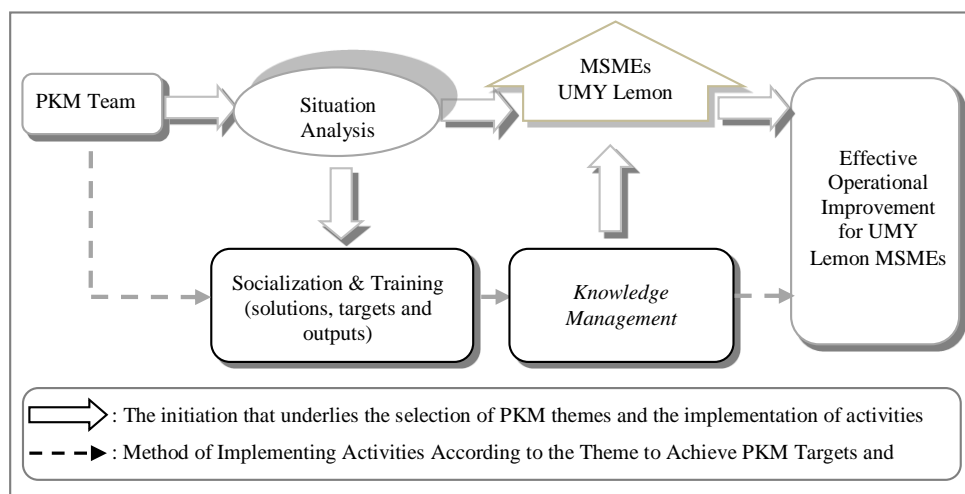 PKM Team
Situation
Analysis
MSMEs
UMY Lemon
Effective
Operational
Improvement
for UMY
Lemon MSMEs
Socialization & Training
(solutions, targets and
outputs)
Knowledge
Management
: The initiation that underlies the selection of PKM themes and the implementation of activities
: Method of Implementing Activities According to the Theme to Achieve PKM Targets and